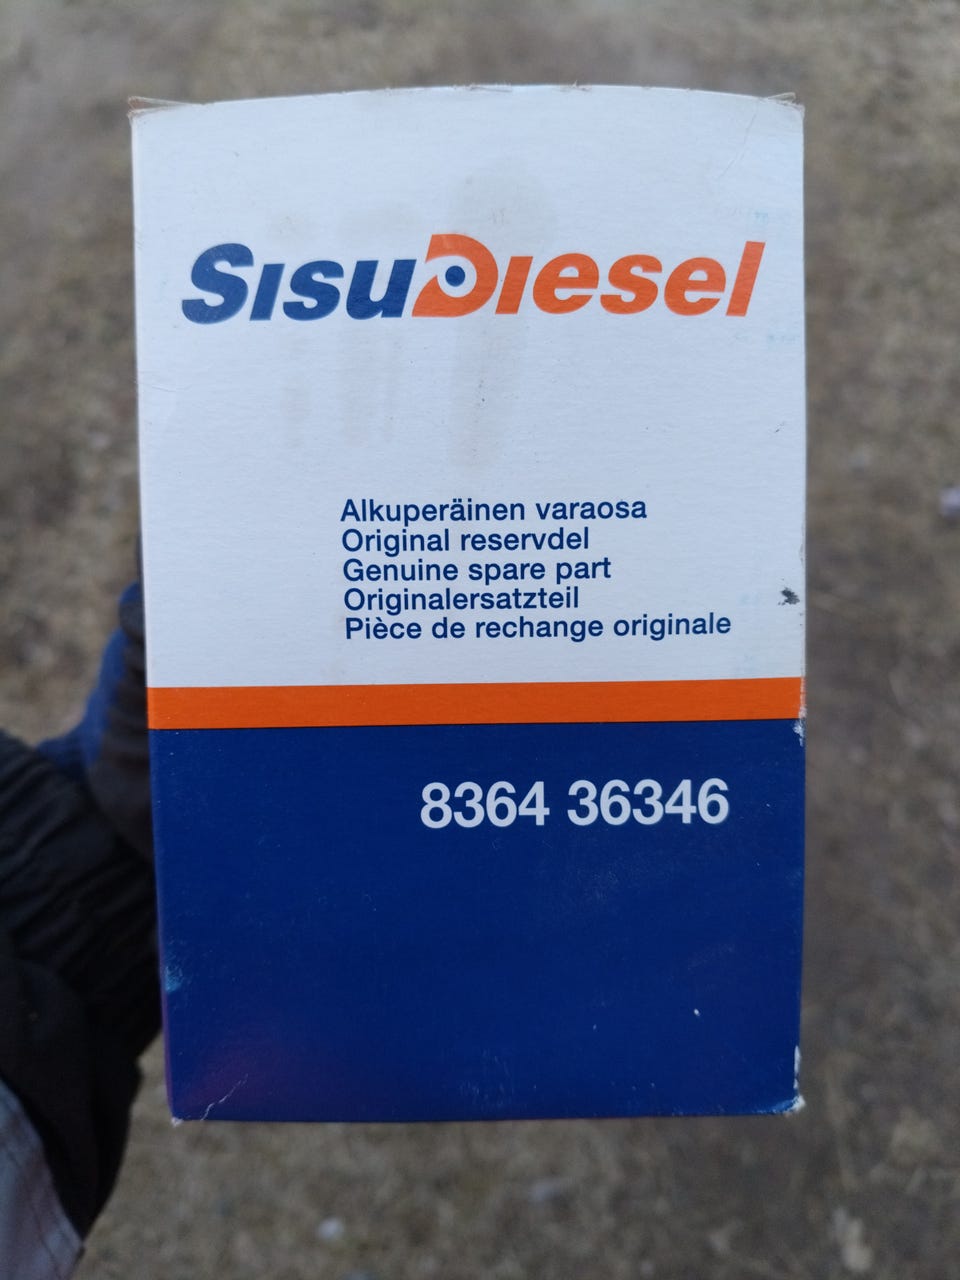 SisuDiesel
Alkuperäinen varaosa
Original reservdel
Genuine spare part
Originalersatzteil
Pièce de rechange originale
8364 36346